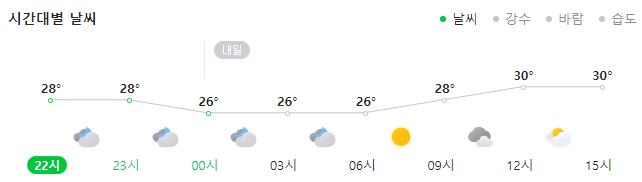 시간대별 날씨
날씨 강수 바람 습도
내일
28° 28° 26° 26° 26° 28° 30° 30°
22시 23시 00시 03시 06시 09시 12시 15시